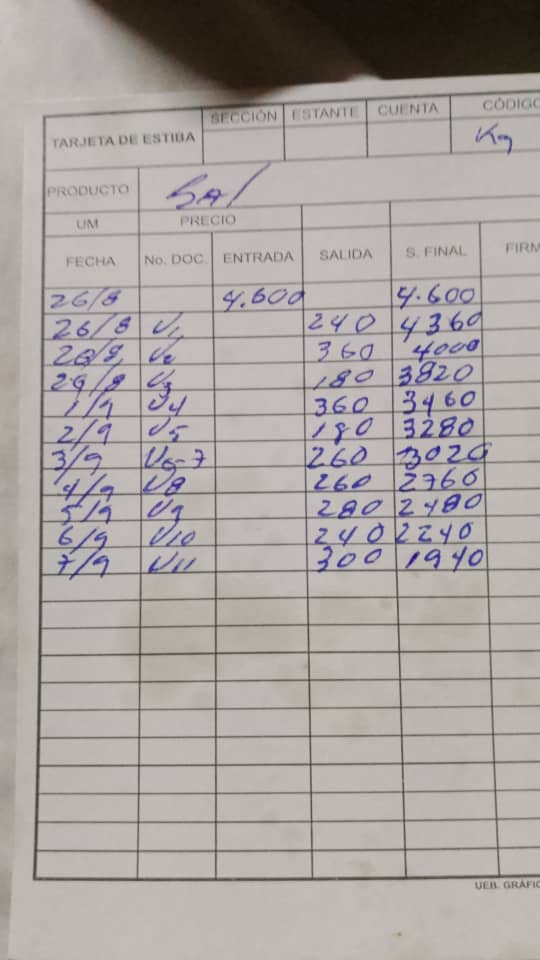 SECCIÓN ESTANTE CUENTA CÓDIGO
TARJETA DE ESTIBA Kg
PRODUCTO Sal
UM PRECIO
FECHA No. DOC. ENTRADA SALIDA S. FINAL FIRM
26/8 4.600 4.600
26/8 V1 240 4360
28/8 V2 360 4000
29/8 V3 180 3820
1/9 V4 360 3460
2/9 V5 180 3280
3/9 V6-7 260 3020
4/9 V8 260 2760
5/9 V9 280 2480
6/9 V10 240 2240
7/9 V11 300 1940
UEB. GRÁFIC